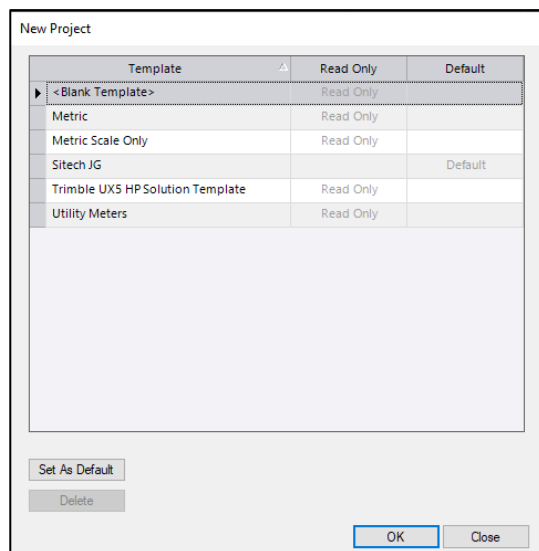 New Project
Template Read Only Default
<Blank Template> Read Only
Metric Read Only
Metric Scale Only Read Only
Sitech JG Default
Trimble UX5 HP Solution Template Read Only
Utility Meters Read Only
Set As Default
Delete
OK Close